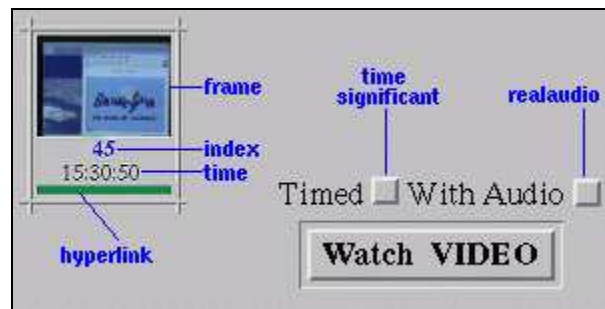 frame
45
index
15:30:50
time
hyperlink
time
significant
realaudio
Timed
With Audio
Watch VIDEO